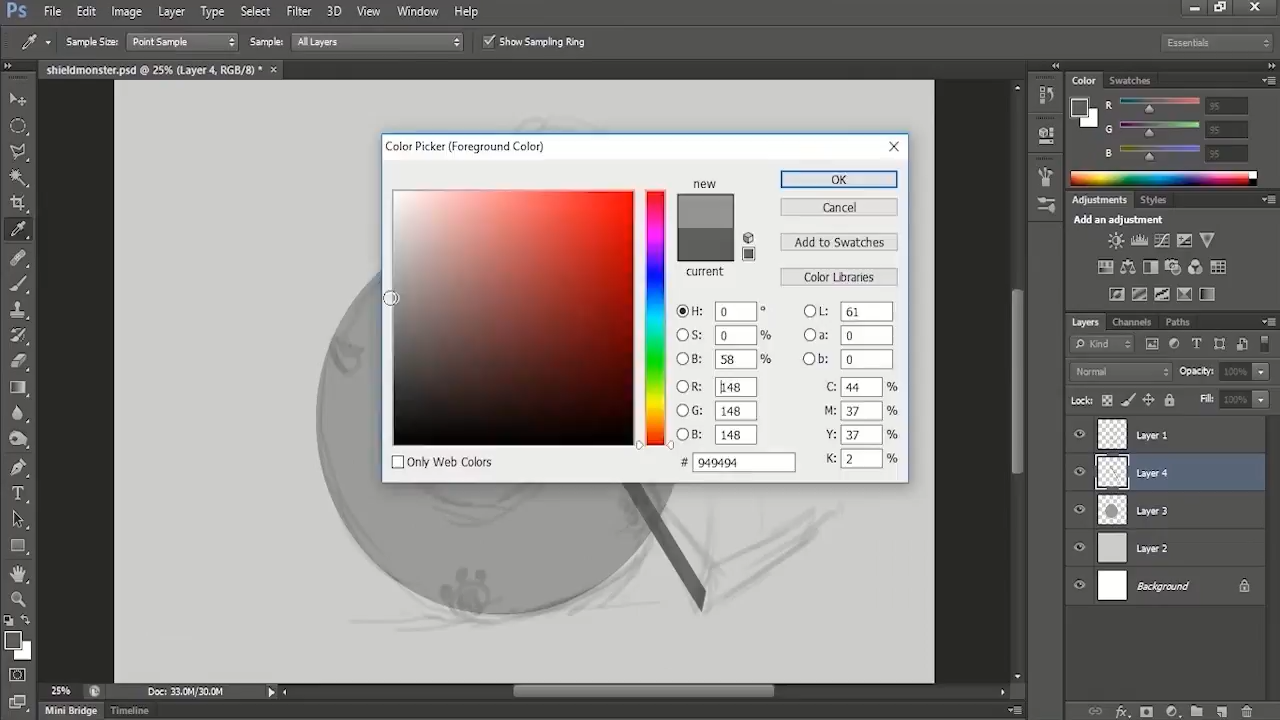 Ps File Edit Image Layer Type Select Filter 3D View Window Help
Sample Size: Point Sample Sample: All Layers Show Sampling Ring Essentials
shieldmonster.psd @ 25% (Layer 4, RGB/8) * ×
Color Picker (Foreground Color)
new
current
OK
Cancel
Add to Swatches
Color Libraries
H: 0 ° L: 61
S: 0 % a: 0
B: 58 % b: 0
R: 148 C: 44 %
G: 148 M: 37 %
B: 148 Y: 37 %
# 949494 K: 2 %
Only Web Colors
Color Swatches
R 95
G 95
B 95
Adjustments Styles
Add an adjustment
Layers Channels Paths
Kind
Normal Opacity: 100%
Lock: Fill: 100%
Layer 1
Layer 4
Layer 3
Layer 2
Background
25% Doc: 33.0M/30.0M
Mini Bridge Timeline